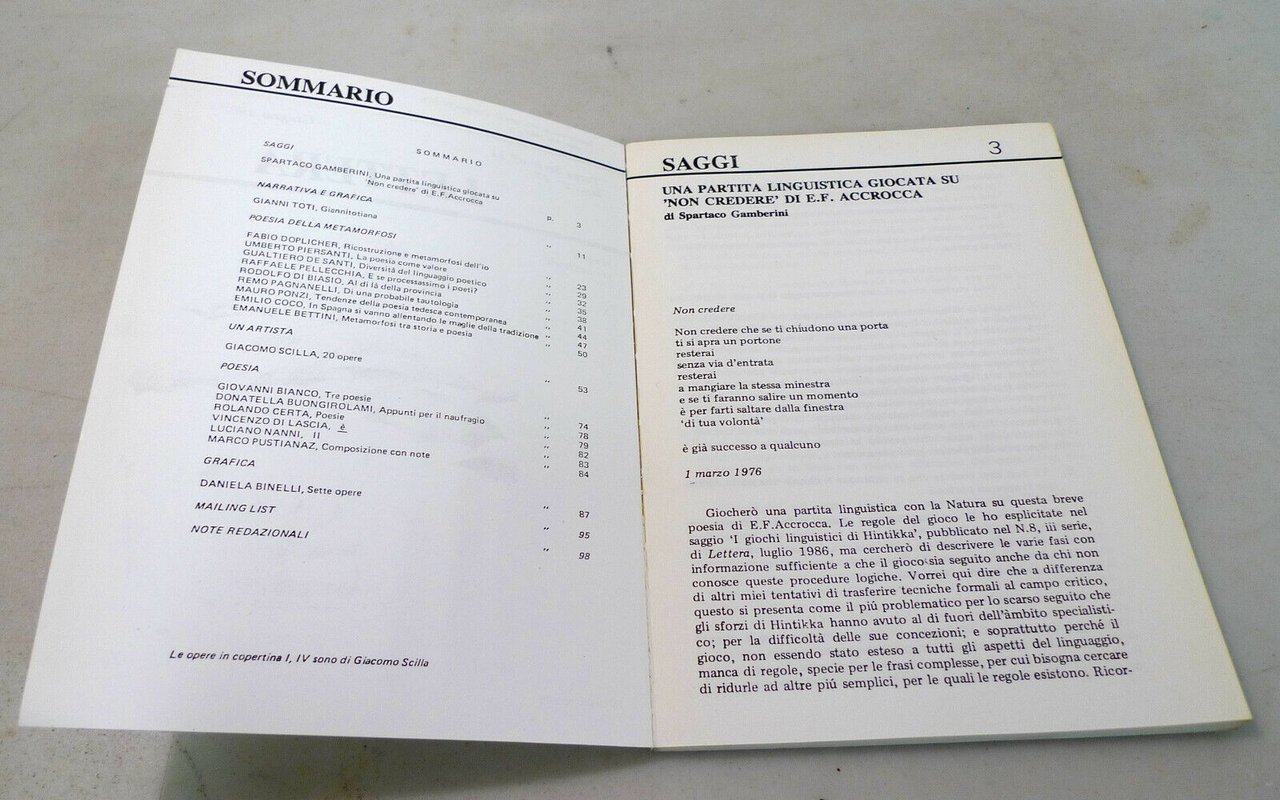 SOMMARIO
SAGGI
SOMMARIO
SPARTACO GAMBERINI, Una partita linguistica giocata su
'Non credere' di E.F.Accrocca p. 3
NARRATIVA E GRAFICA
GIANNI TOTI, Giannitotiana " 11
POESIA DELLA METAMORFOSI
FABIO DOPLICHER, Ricostruzione e metamorfosi dell'io " 23
UMBERTO PIERSANTI, La poesia come valore " 29
GUALTIERO DE SANTI, Diversità del linguaggio poetico " 32
RAFFAELE PELLECCHIA, E se processassimo i poeti? " 35
RODOLFO DI BIASIO, Al di là della provincia " 38
REMO PAGNANELLI, Di una probabile tautologia " 41
MAURO PONZI, Tendenze della poesia tedesca contemporanea " 44
EMILIO COCO, In Spagna si vanno allentando le maglie della tradizione " 47
EMANUELE BETTINI, Metamorfosi tra storia e poesia " 50
UN ARTISTA
GIACOMO SCILLA, 20 opere " 53
POESIA
GIOVANNI BIANCO, Tre poesie " 74
DONATELLA BUONGIROLAMI, Appunti per il naufragio " 78
ROLANDO CERTA, Poesie " 79
VINCENZO DI LASCIA, è " 82
LUCIANO NANNI, II " 83
MARCO PUSTIANAZ, Composizione con note " 84
GRAFICA
DANIELA BINELLI, Sette opere " 87
MAILING LIST " 95
NOTE REDAZIONALI " 98
Le opere in copertina I, IV sono di Giacomo Scilla
SAGGI 3
UNA PARTITA LINGUISTICA GIOCATA SU
'NON CREDERE' DI E.F. ACCROCCA
di Spartaco Gamberini
Non credere
Non credere che se ti chiudono una porta
ti si apra un portone
resterai
senza via d'entrata
resterai
a mangiare la stessa minestra
e se ti faranno salire un momento
è per farti saltare dalla finestra
'di tua volontà'
è già successo a qualcuno
1 marzo 1976
Giocherò una partita linguistica con la Natura su questa breve
poesia di E.F.Accrocca. Le regole del gioco le ho esplicitate nel
saggio 'I giochi linguistici di Hintikka', pubblicato nel N.8, iii serie,
di Lettera, luglio 1986, ma cercherò di descrivere le varie fasi con
informazione sufficiente a che il gioco sia seguito anche da chi non
conosce queste procedure logiche. Vorrei qui dire che a differenza
di altri miei tentativi di trasferire tecniche formali al campo critico,
questo si presenta come il piú problematico per lo scarso seguito che
gli sforzi di Hintikka hanno avuto al di fuori dell'àmbito specialisti-
co; per la difficoltà delle sue concezioni; e soprattutto perché il
gioco, non essendo stato esteso a tutti gli aspetti del linguaggio,
manca di regole, specie per le frasi complesse, per cui bisogna cercare
di ridurle ad altre piú semplici, per le quali le regole esistono. Ricor-